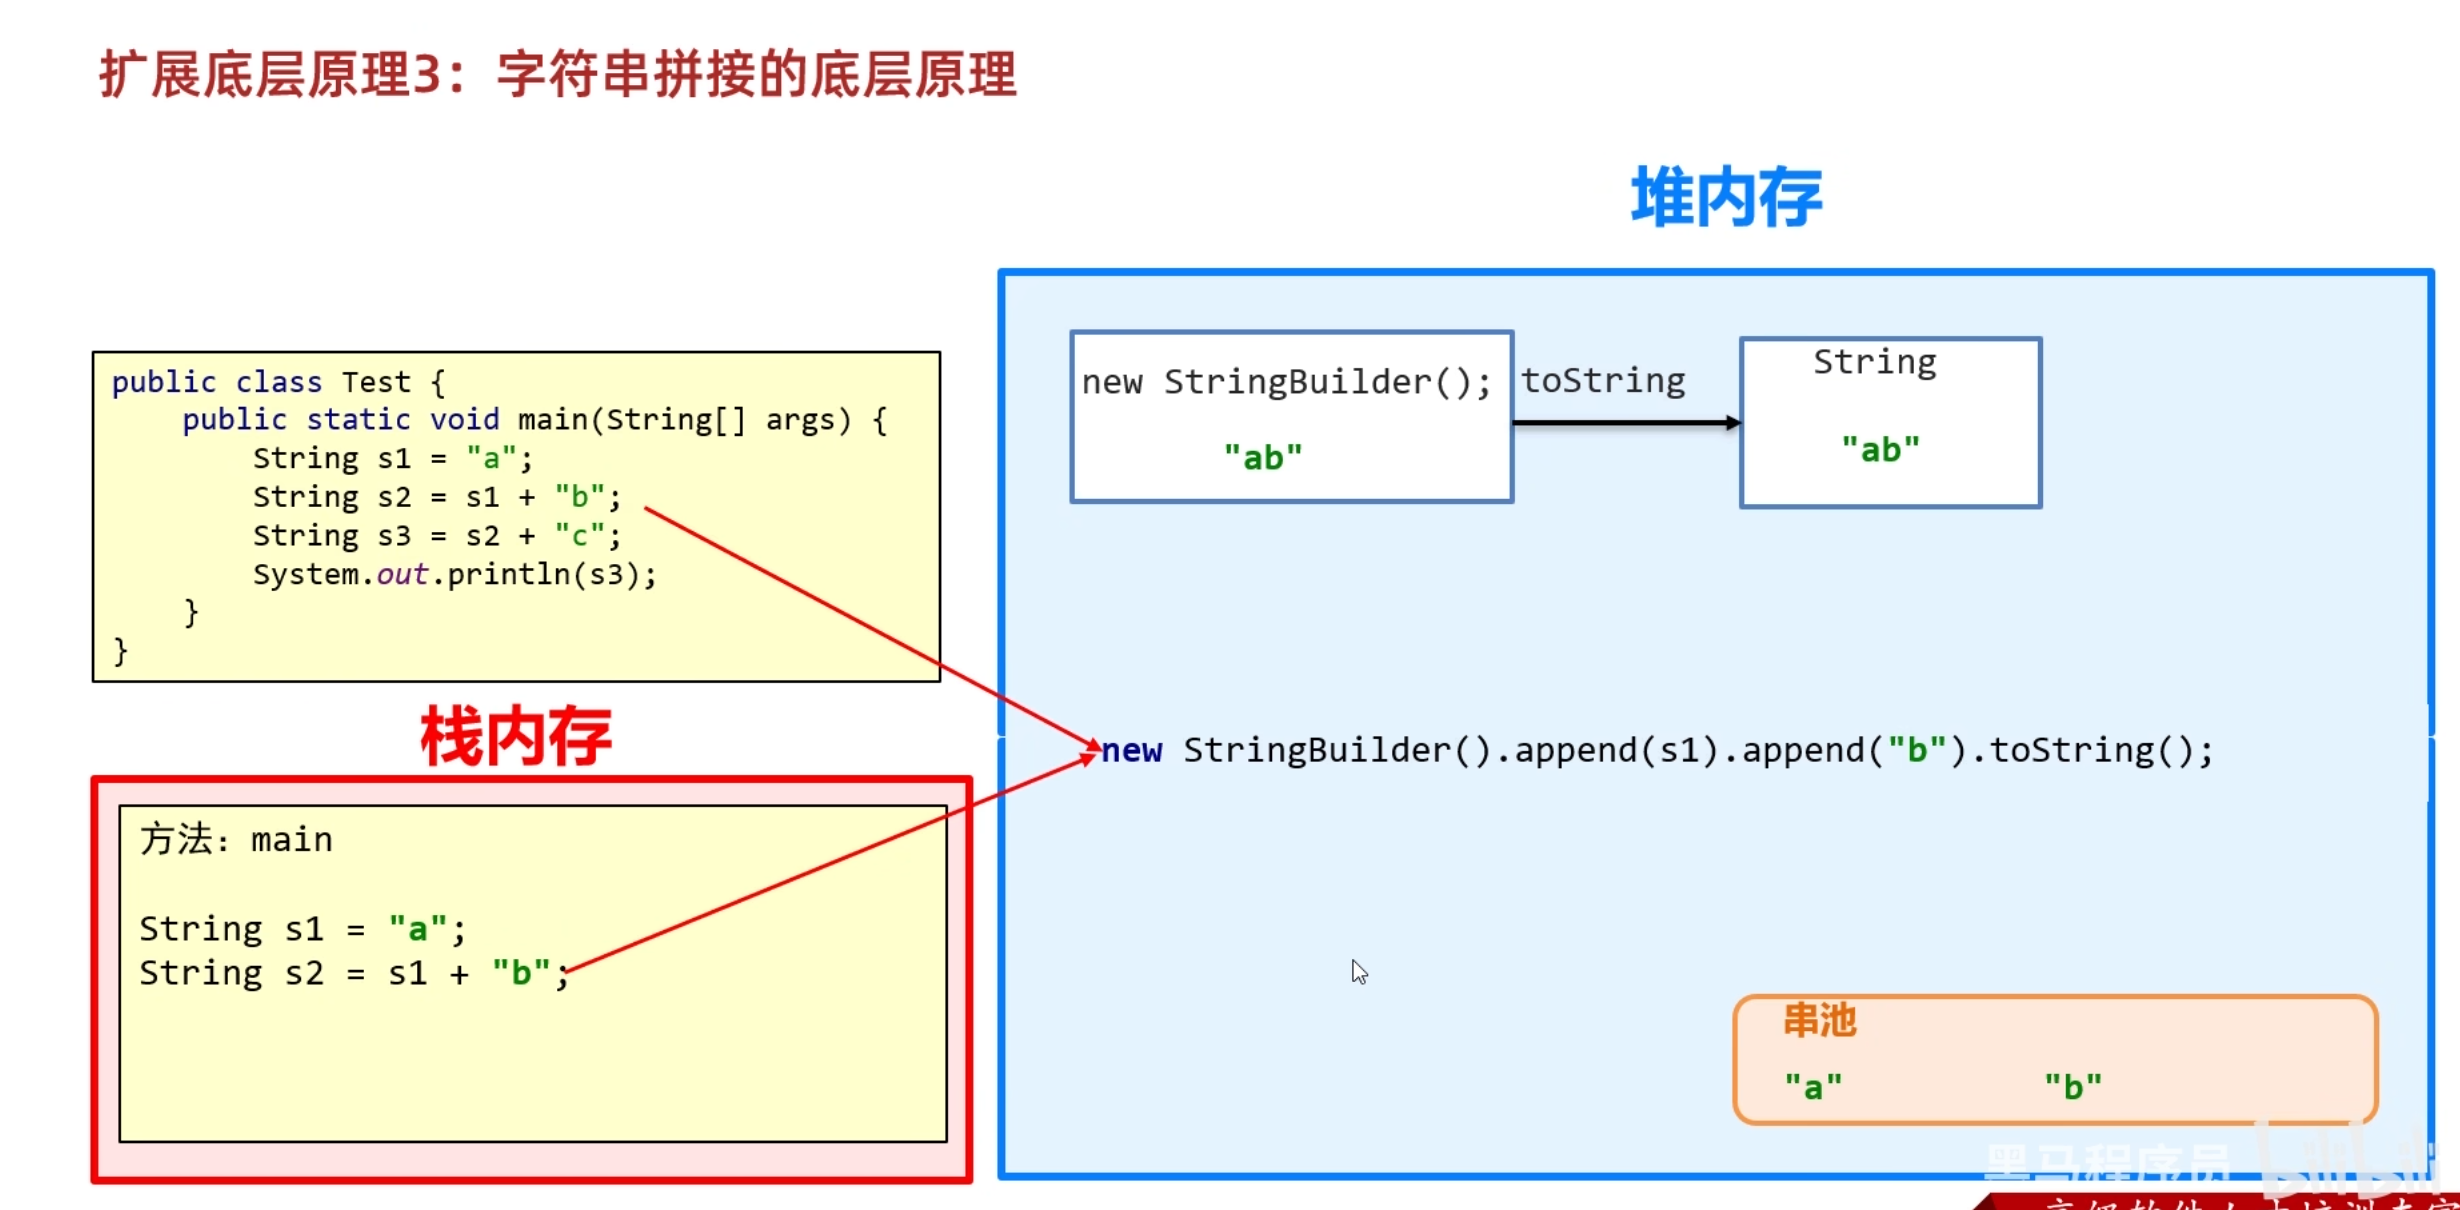 扩展底层原理3：字符串拼接的底层原理
堆内存
public class Test {
public static void main(String[] args) {
String s1 = "a";
String s2 = s1 + "b";
String s3 = s2 + "c";
System.out.println(s3);
}
}
new StringBuilder();
"ab"
toString
String
"ab"
new StringBuilder().append(s1).append("b").toString();
栈内存
方法：main
String s1 = "a";
String s2 = s1 + "b";
串池
"a" "b"
黑马程序员 bilibili